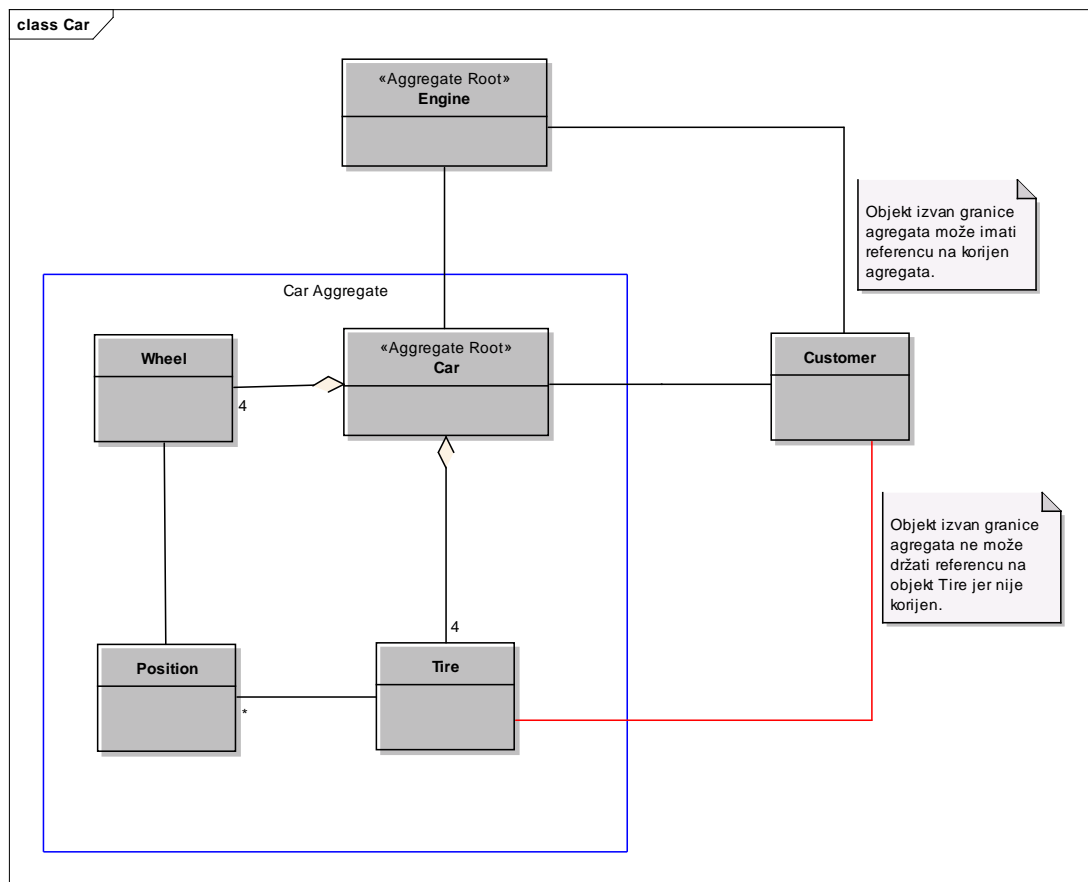 class Car
«Aggregate Root»
Engine
Objekt izvan granice
agregata može imati
referencu na korijen
agregata.
Car Aggregate
Wheel
«Aggregate Root»
Car
Customer
4
Objekt izvan granice
agregata ne može
držati referencu na
objekt Tire jer nije
korijen.
4
Position
Tire
*